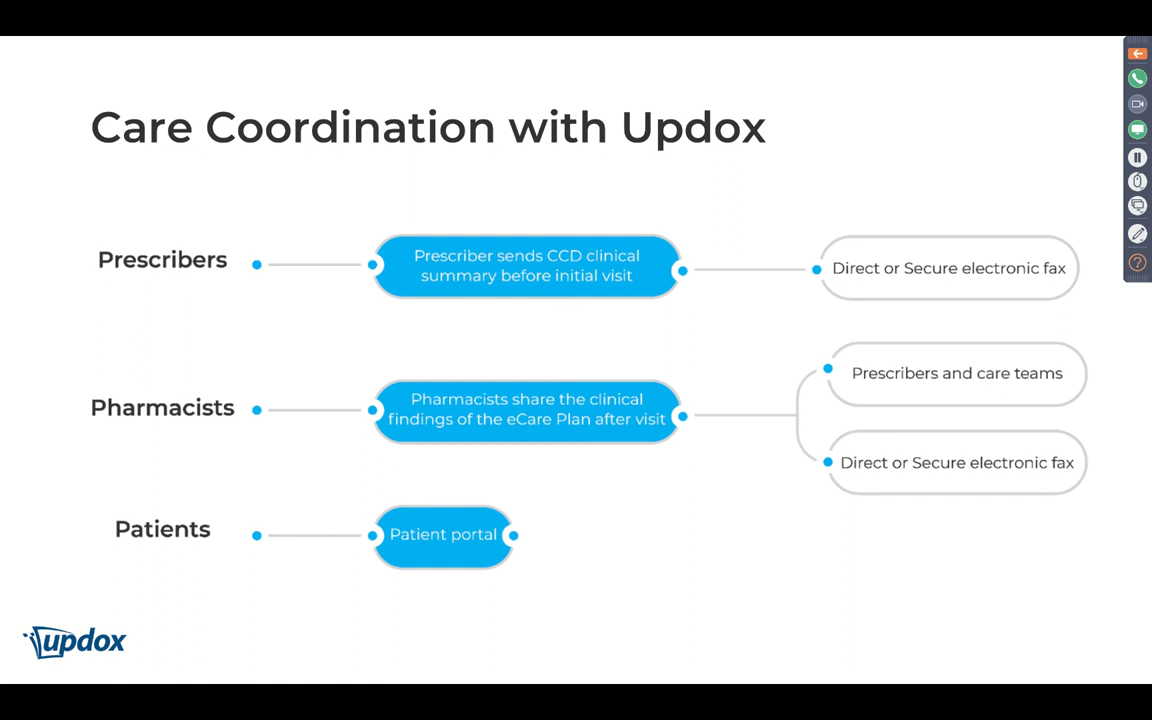 Care Coordination with Updox
Prescribers
Prescriber sends CCD clinical
summary before initial visit
Direct or Secure electronic fax
Pharmacists
Pharmacists share the clinical
findings of the eCare Plan after visit
Prescribers and care teams
Direct or Secure electronic fax
Patients
Patient portal
updox
?